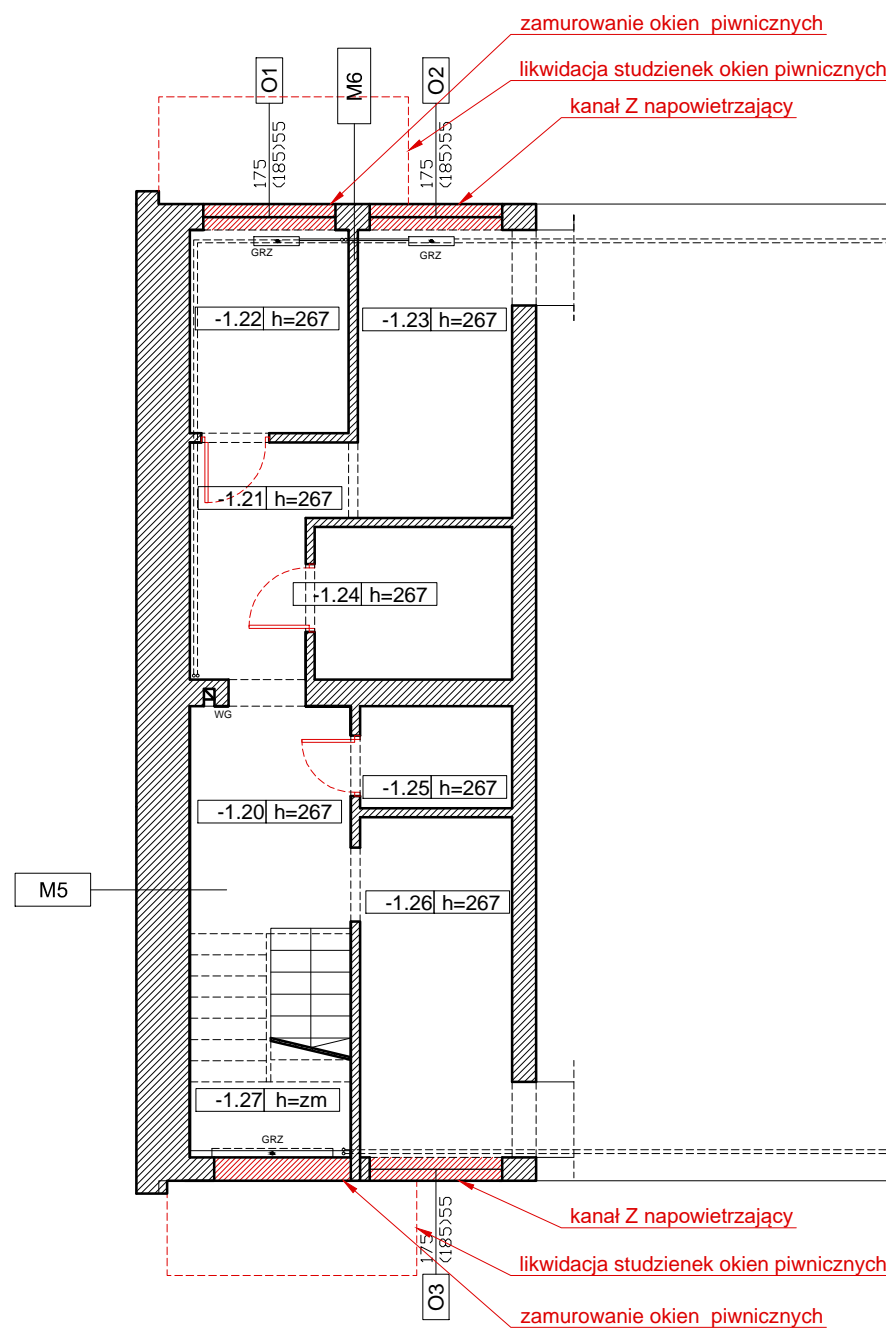 zamurowanie okien piwnicznych
likwidacja studzienek okien piwnicznych
kanał Z napowietrzający
O1
M6
O2
175
(185)55
175
(185)55
GRZ
GRZ
-1.22 h=267
-1.23 h=267
-1.21 h=267
-1.24 h=267
WG
-1.25 h=267
-1.20 h=267
M5
-1.26 h=267
-1.27 h=zm
GRZ
kanał Z napowietrzający
175
(185)55
likwidacja studzienek okien piwnicznych
O3
zamurowanie okien piwnicznych